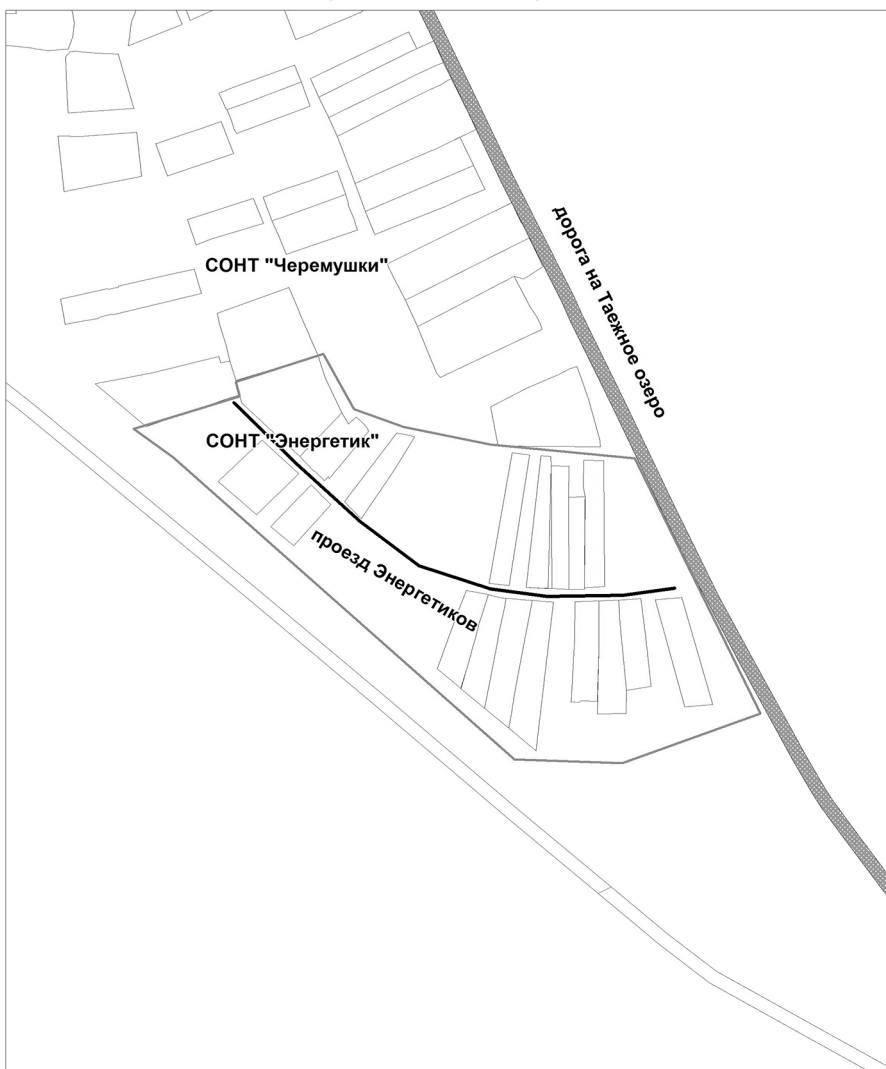 дорога на Таежное озеро
СОНТ "Черемушки"
СОНТ "Энергетик"
проезд Энергетиков